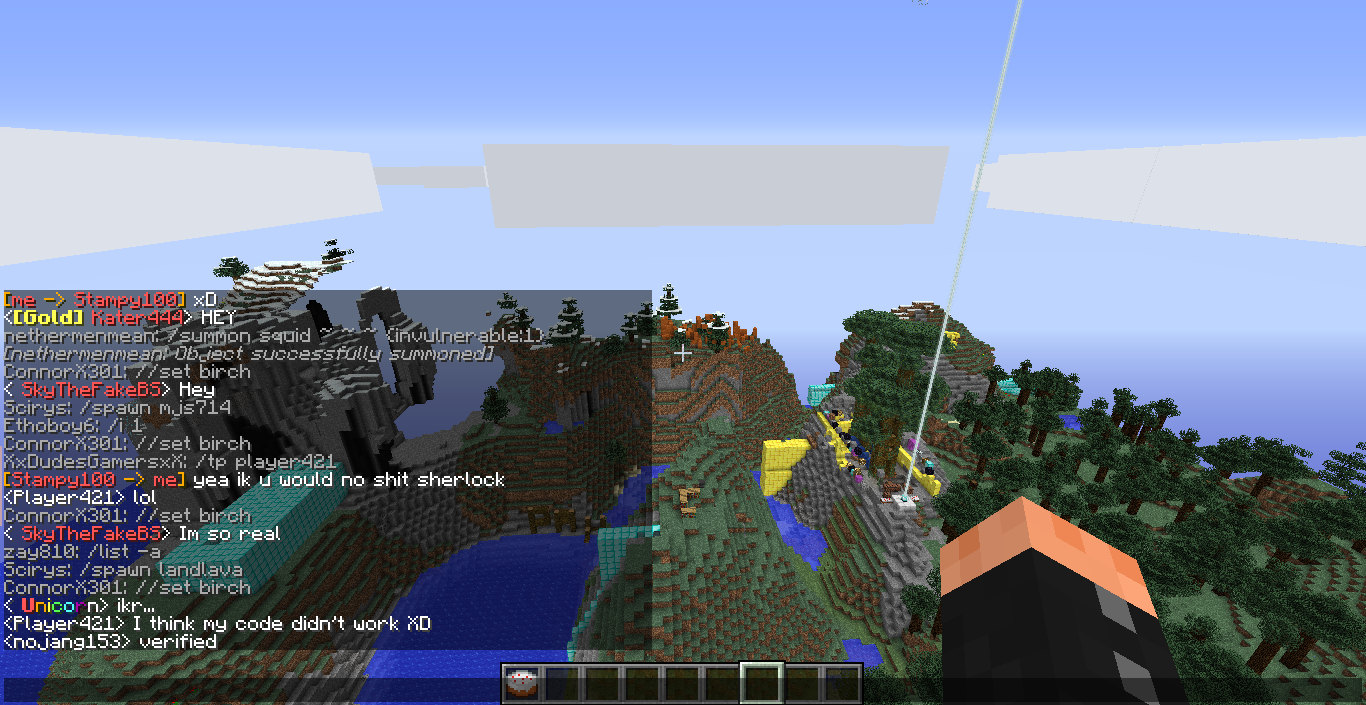 [me -> Stampy100] xD
<[Gold] Kater444> HEY
nethermenmean: /summon squid ~ ~ ~ {invulnerable:1}
[nethermenmean: Object successfully summoned]
ConnorX301: //set birch
< SkyTheFakeBS> Hey
Scirys: /spawn mjs714
Ethoboy6: /i 1
ConnorX301: //set birch
XxDudesGamersxX: /tp player421
[Stampy100 -> me] yea ik u would no shit sherlock
<Player421> lol
ConnorX301: //set birch
< SkyTheFakeBS> Im so real
zay810: /list -a
Scirys: /spawn landlava
ConnorX301: //set birch
< Unicorn> ikr...
<Player421> I think my code didn't work XD
<nojang153> verified